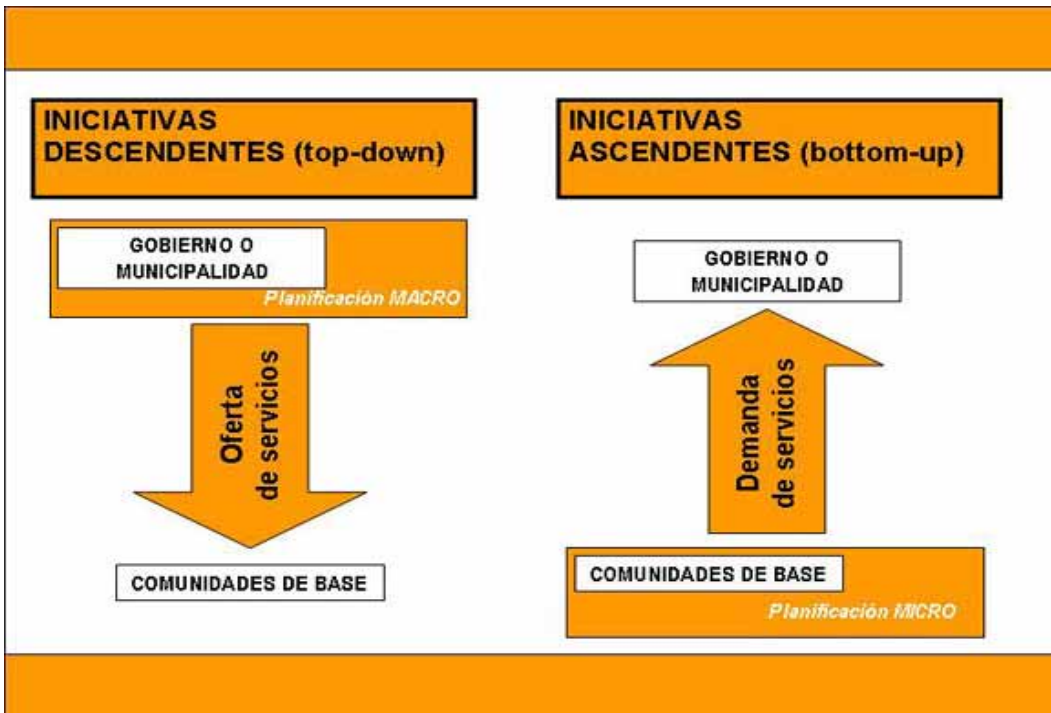 INICIATIVAS
DESCENDENTES (top-down)
GOBIERNO O
MUNICIPALIDAD
Planificación MACRO
Oferta
de servicios
COMUNIDADES DE BASE
INICIATIVAS
ASCENDENTES (bottom-up)
GOBIERNO O
MUNICIPALIDAD
Demanda
de servicios
COMUNIDADES DE BASE
Planificación MICRO